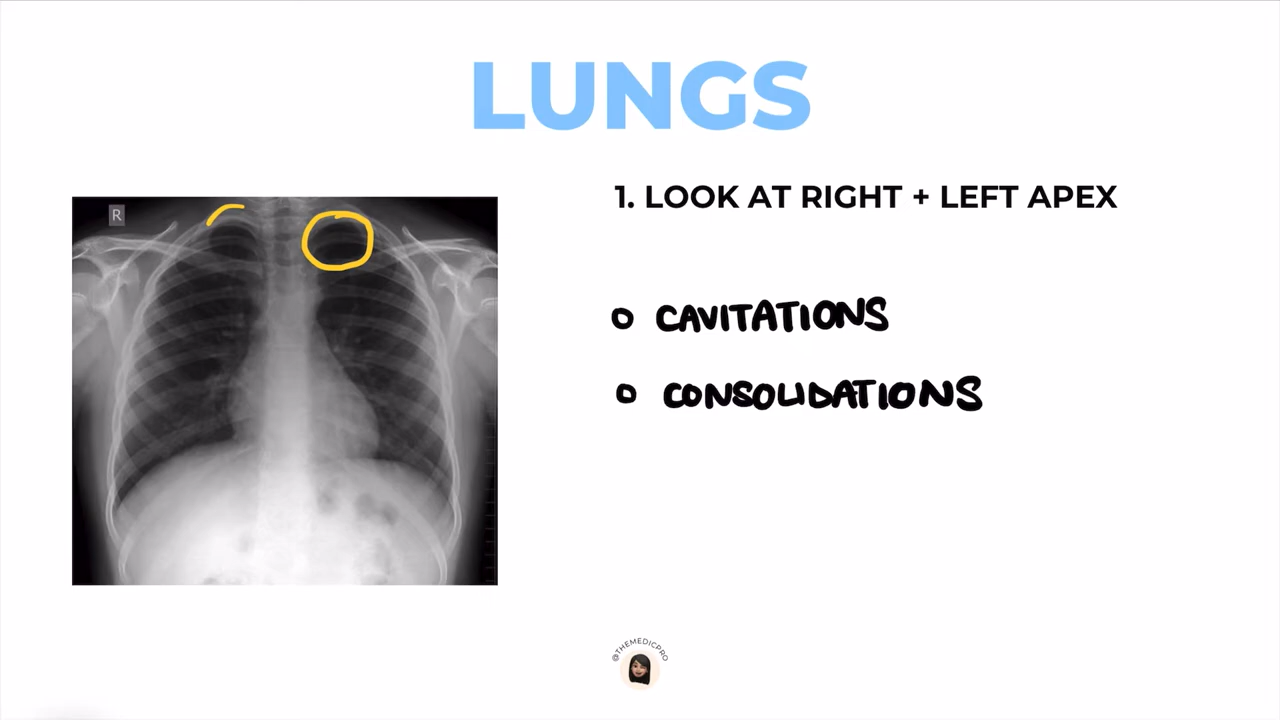 LUNGS
R
1. LOOK AT RIGHT + LEFT APEX
o CAVITATIONS
o CONSOLIDATIONS
@THEMEDICPRO